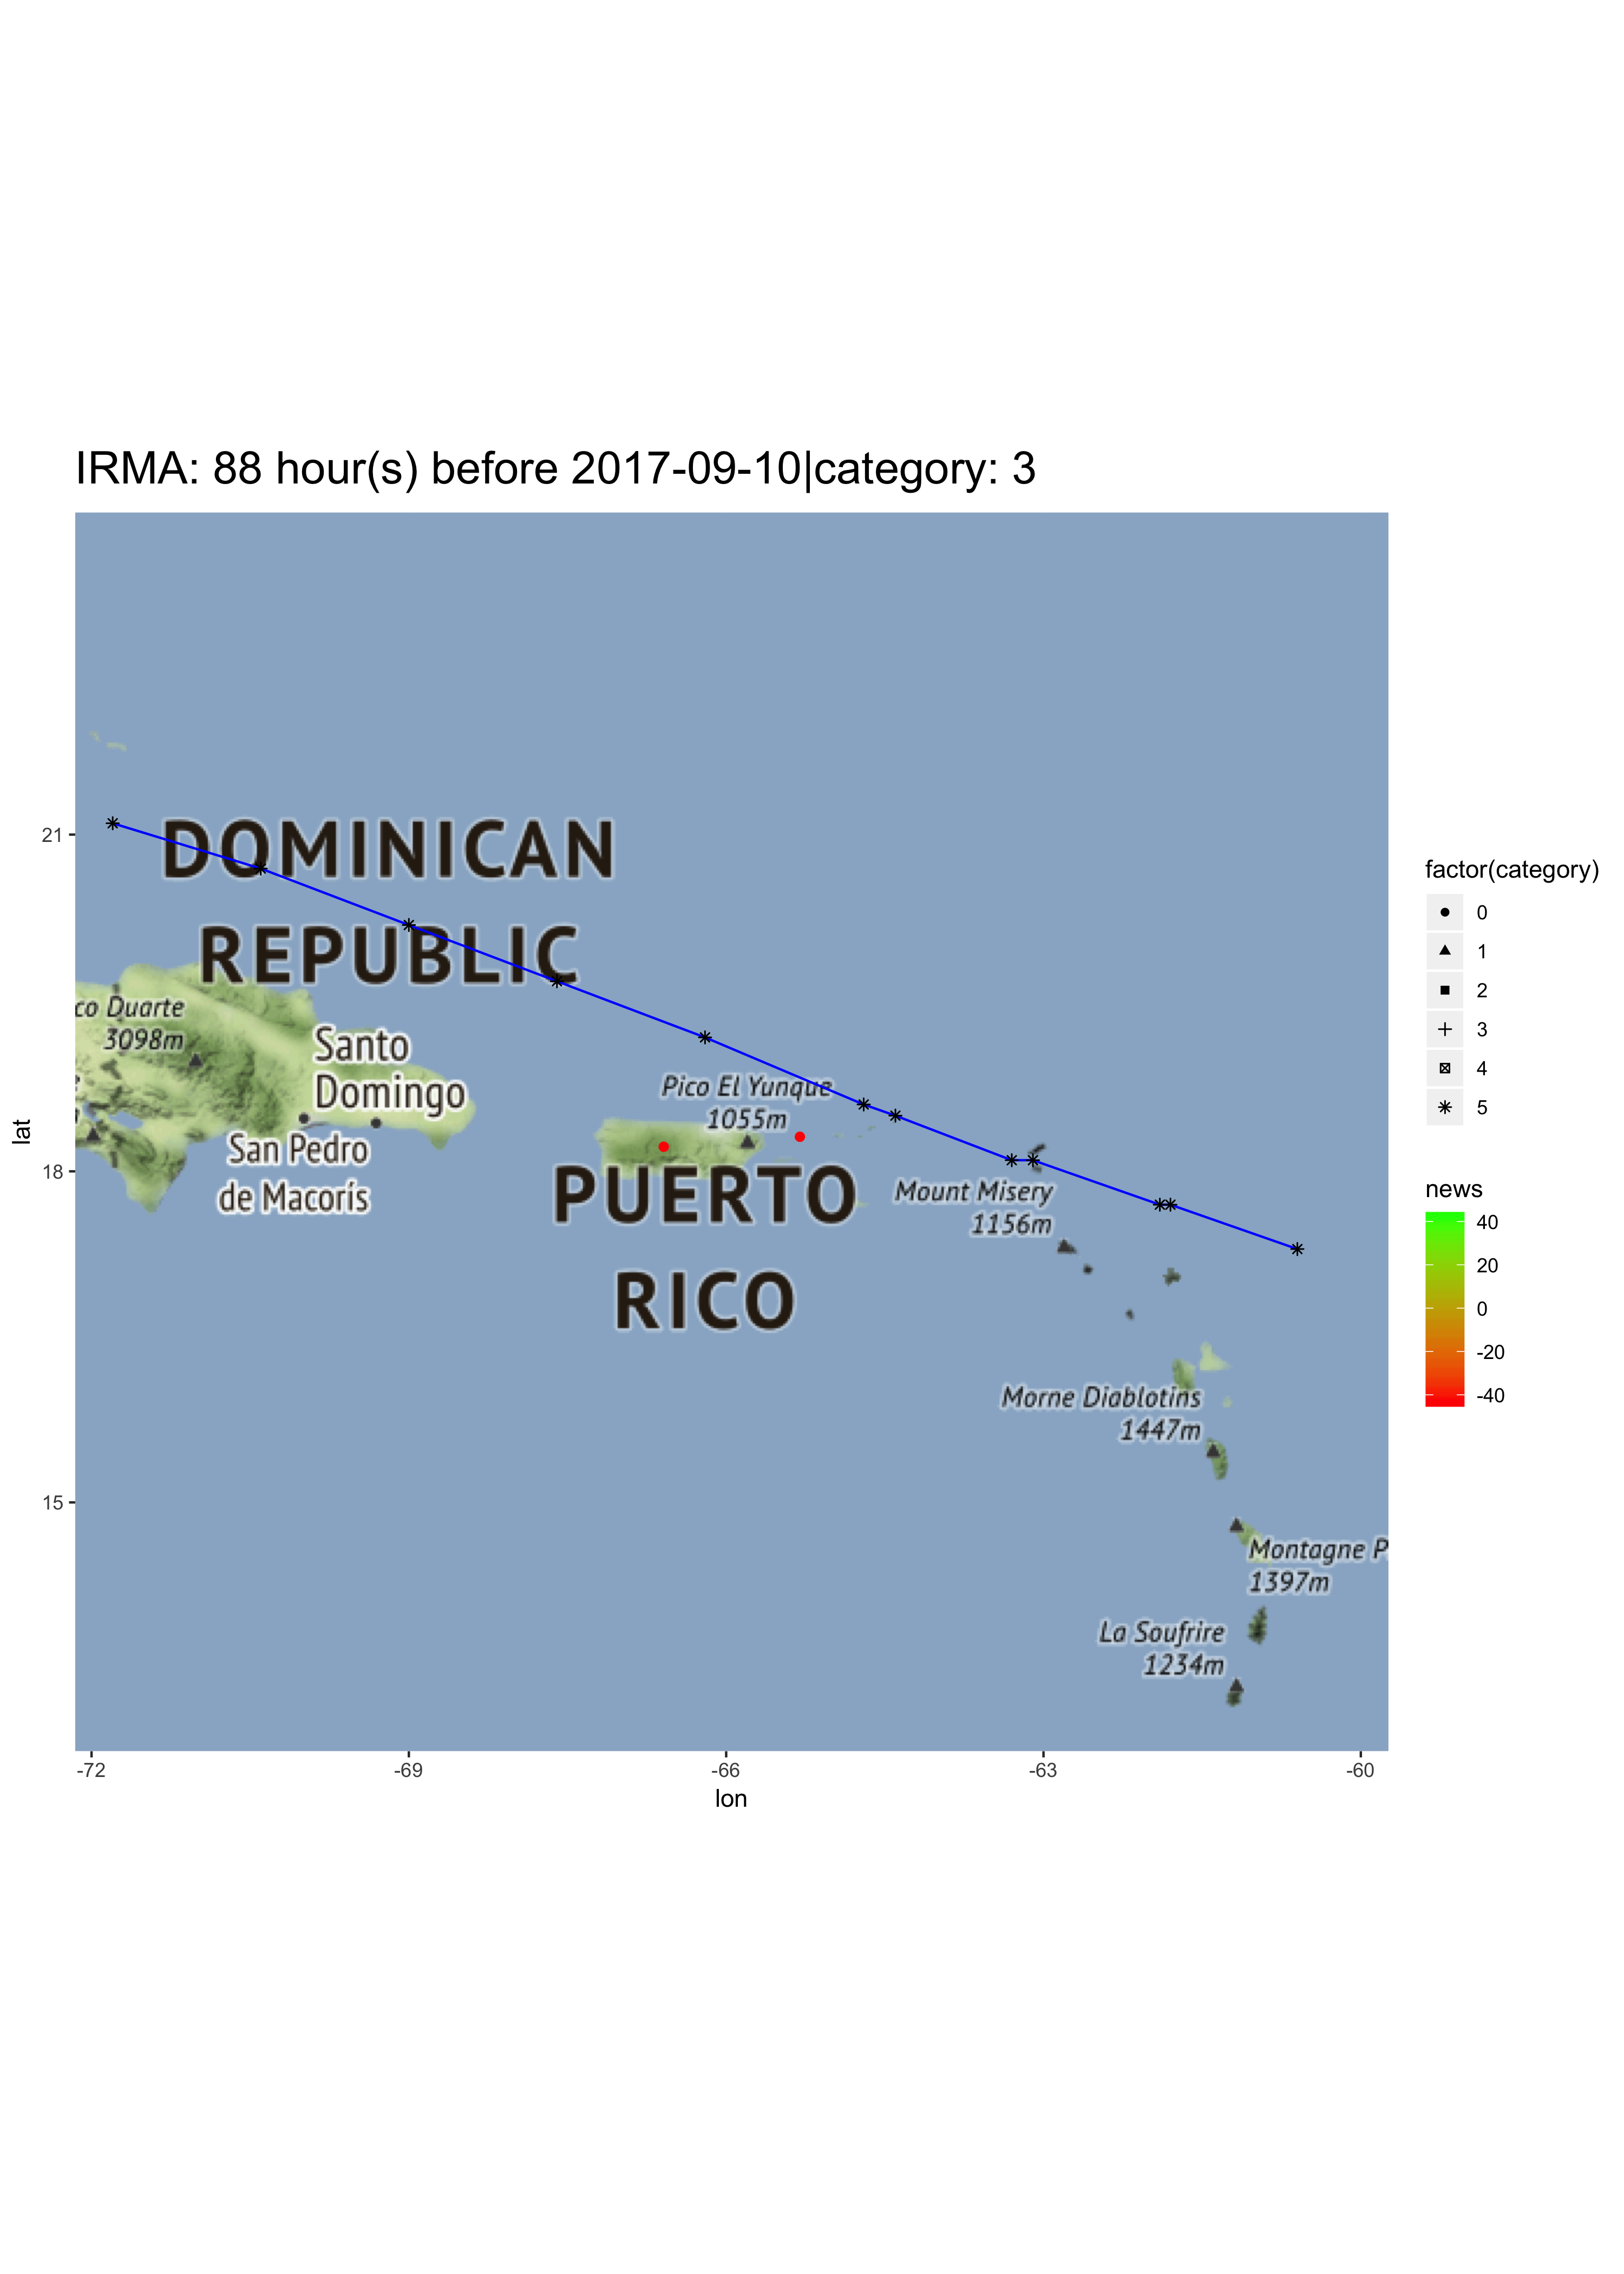 IRMA: 88 hour(s) before 2017-09-10|category: 3
DOMINICAN
REPUBLIC
co Duarte
3098m
Santo
Domingo
San Pedro
de Macorís
Pico El Yunque
1055m
PUERTO
RICO
Mount Misery
1156m
Morne Diablotins
1447m
Montagne P
1397m
La Soufrire
1234m
21
18
15
lat
-72
-69
-66
-63
-60
lon
factor(category)
0
1
2
3
4
5
news
40
20
0
-20
-40